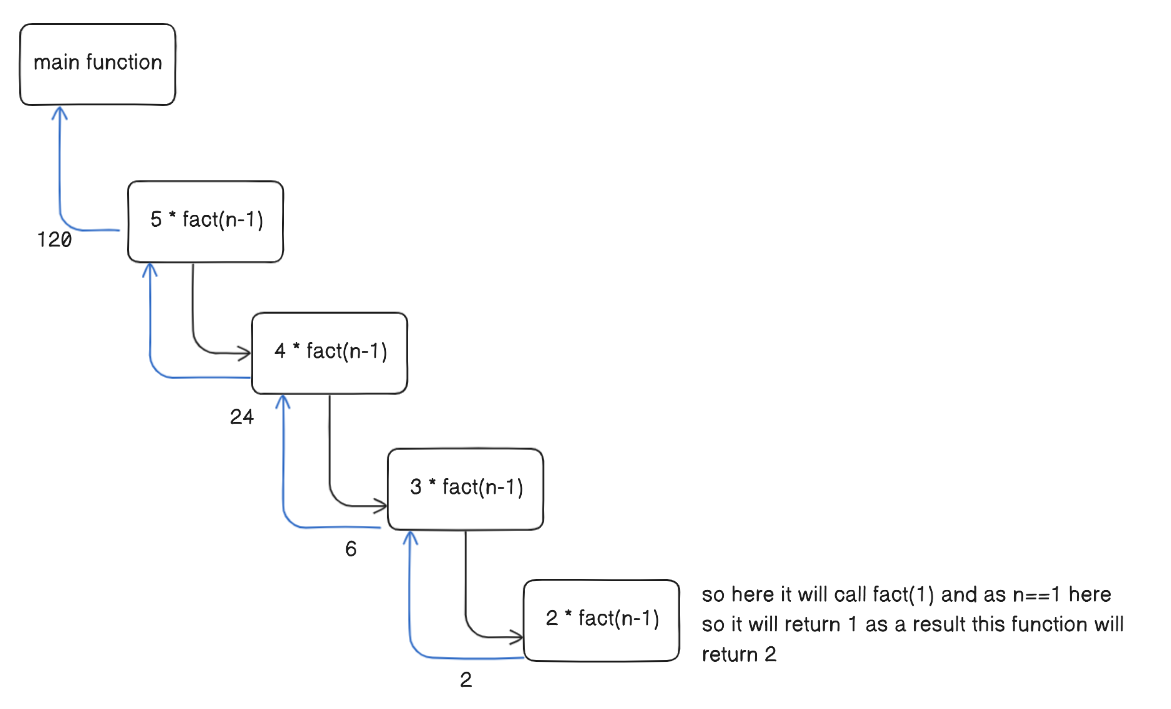 main function
5 * fact(n-1)
120
4 * fact(n-1)
24
3 * fact(n-1)
6
2 * fact(n-1)
so here it will call fact(1) and as n==1 here
so it will return 1 as a result this function will
return 2
2